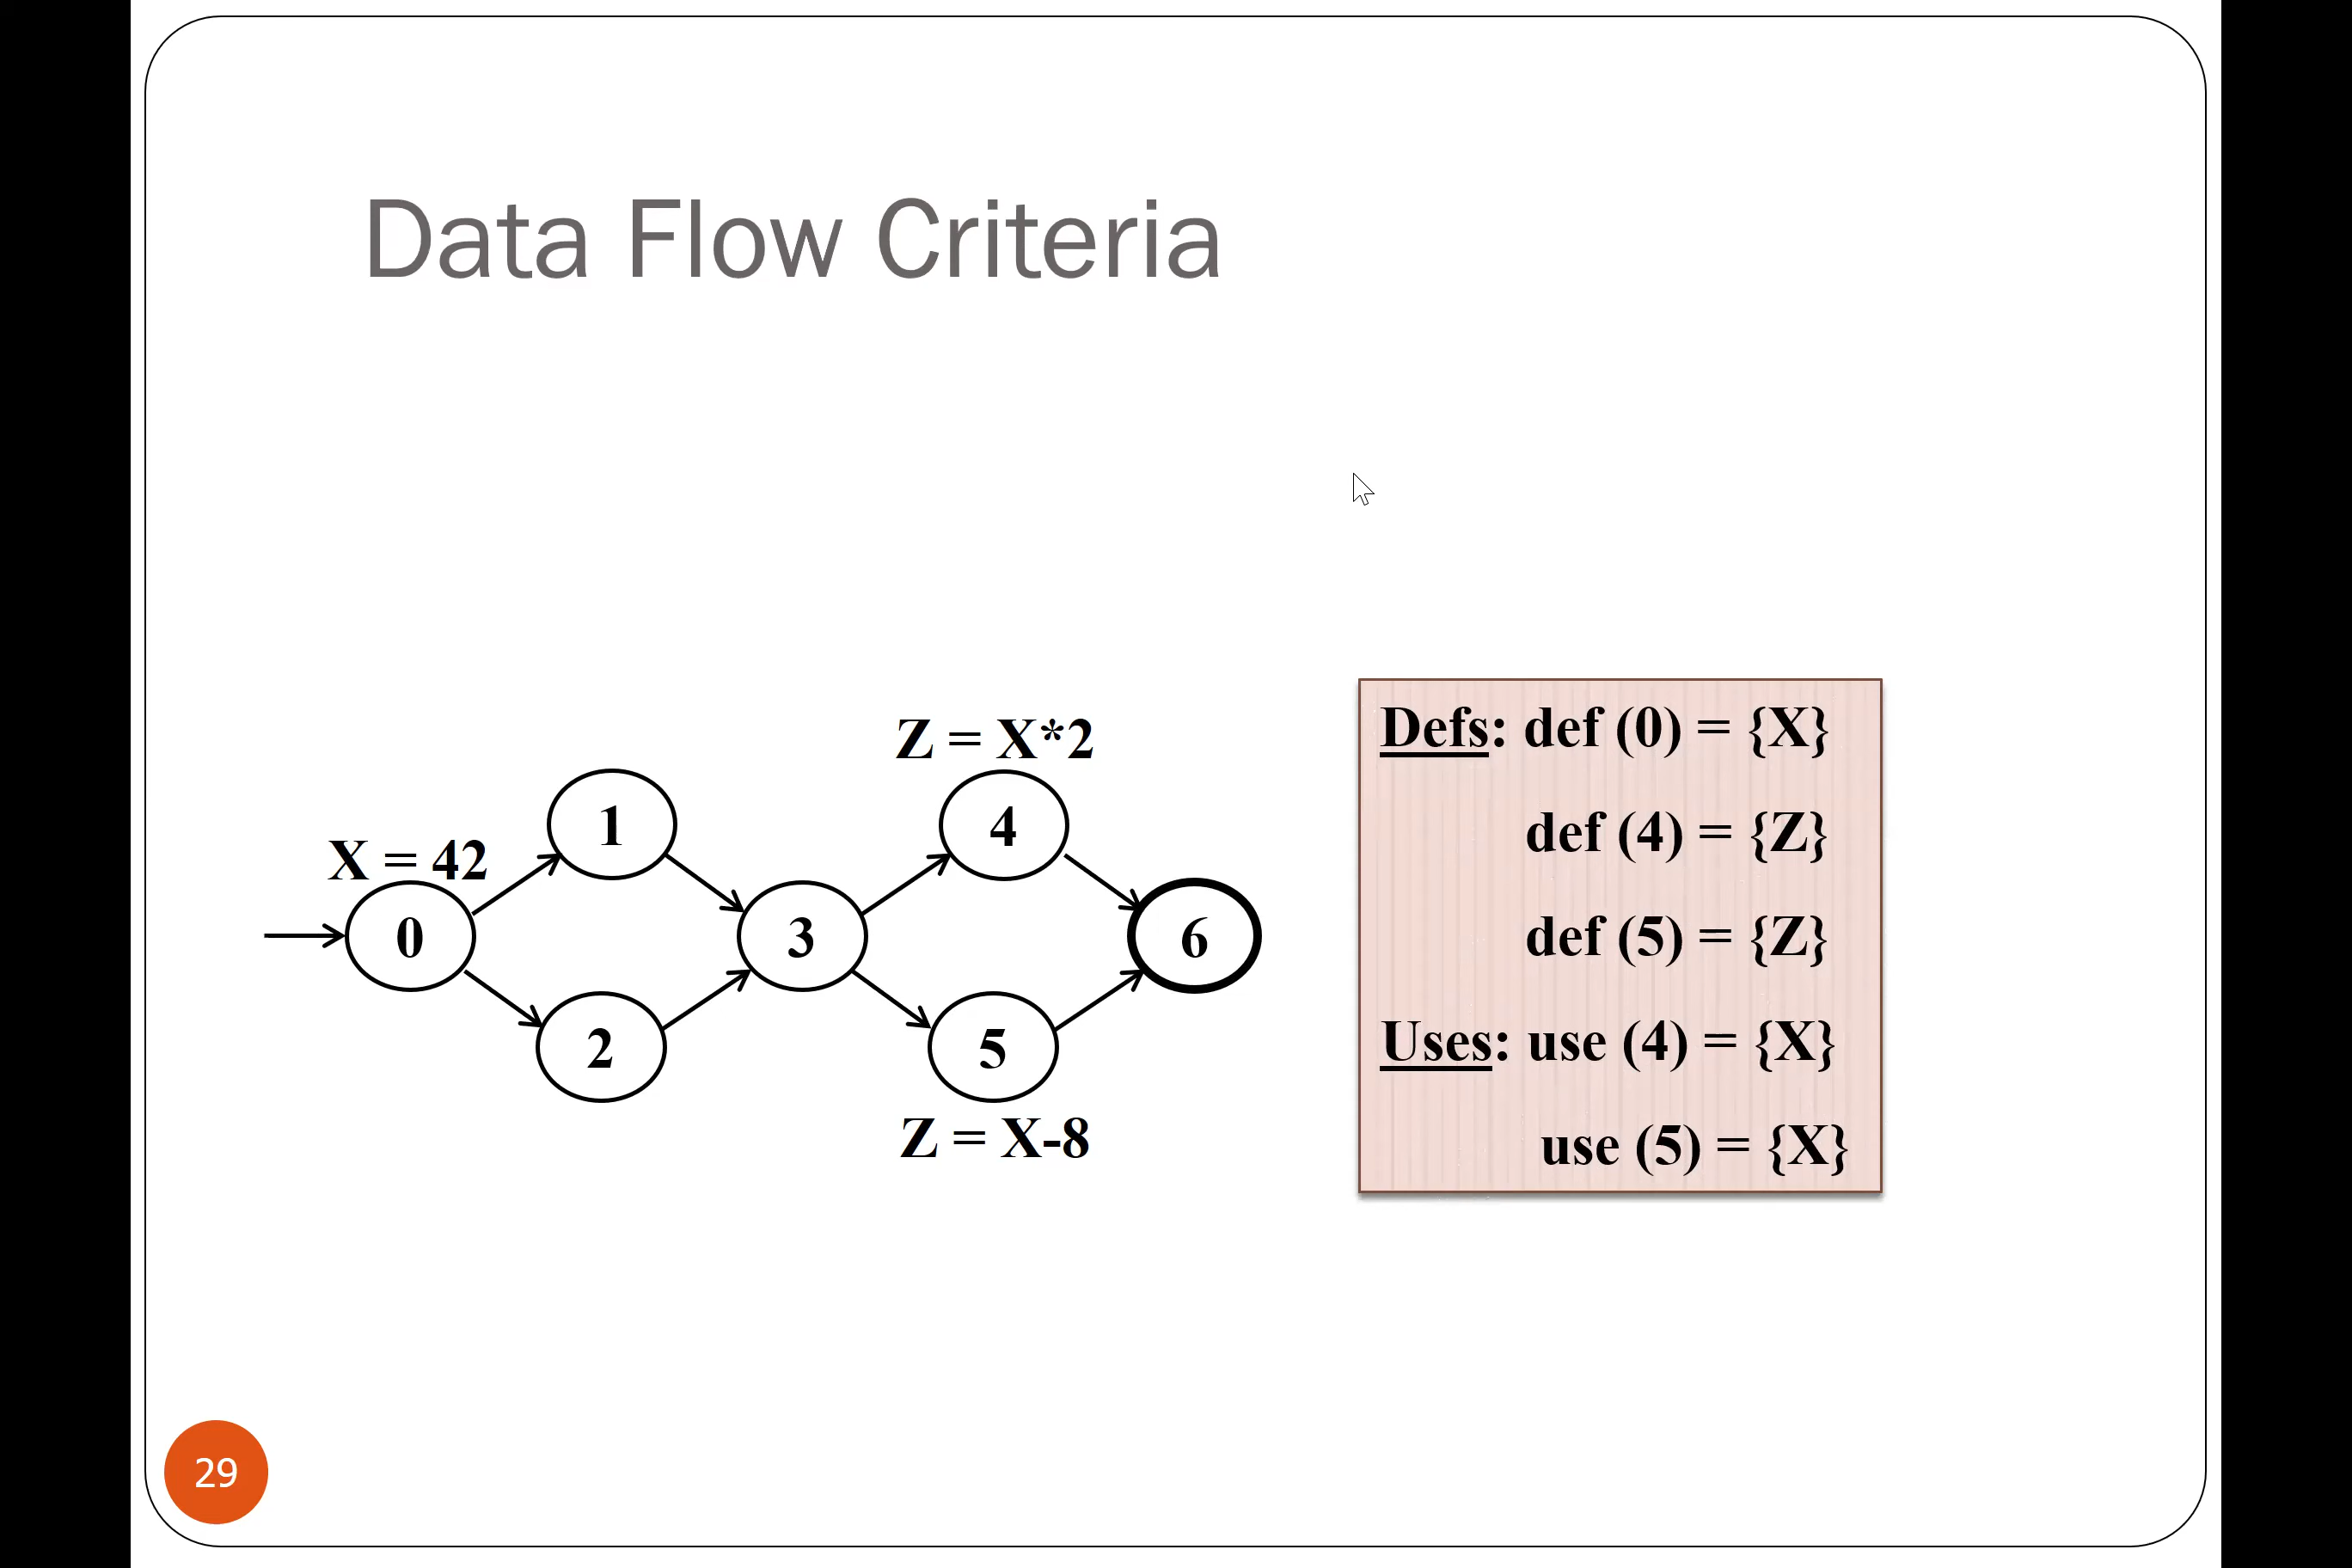 Data Flow Criteria
Z = X*2
X = 42
1
4
0
3
6
2
5
Z = X-8
Defs: def (0) = {X}
def (4) = {Z}
def (5) = {Z}
Uses: use (4) = {X}
use (5) = {X}
29